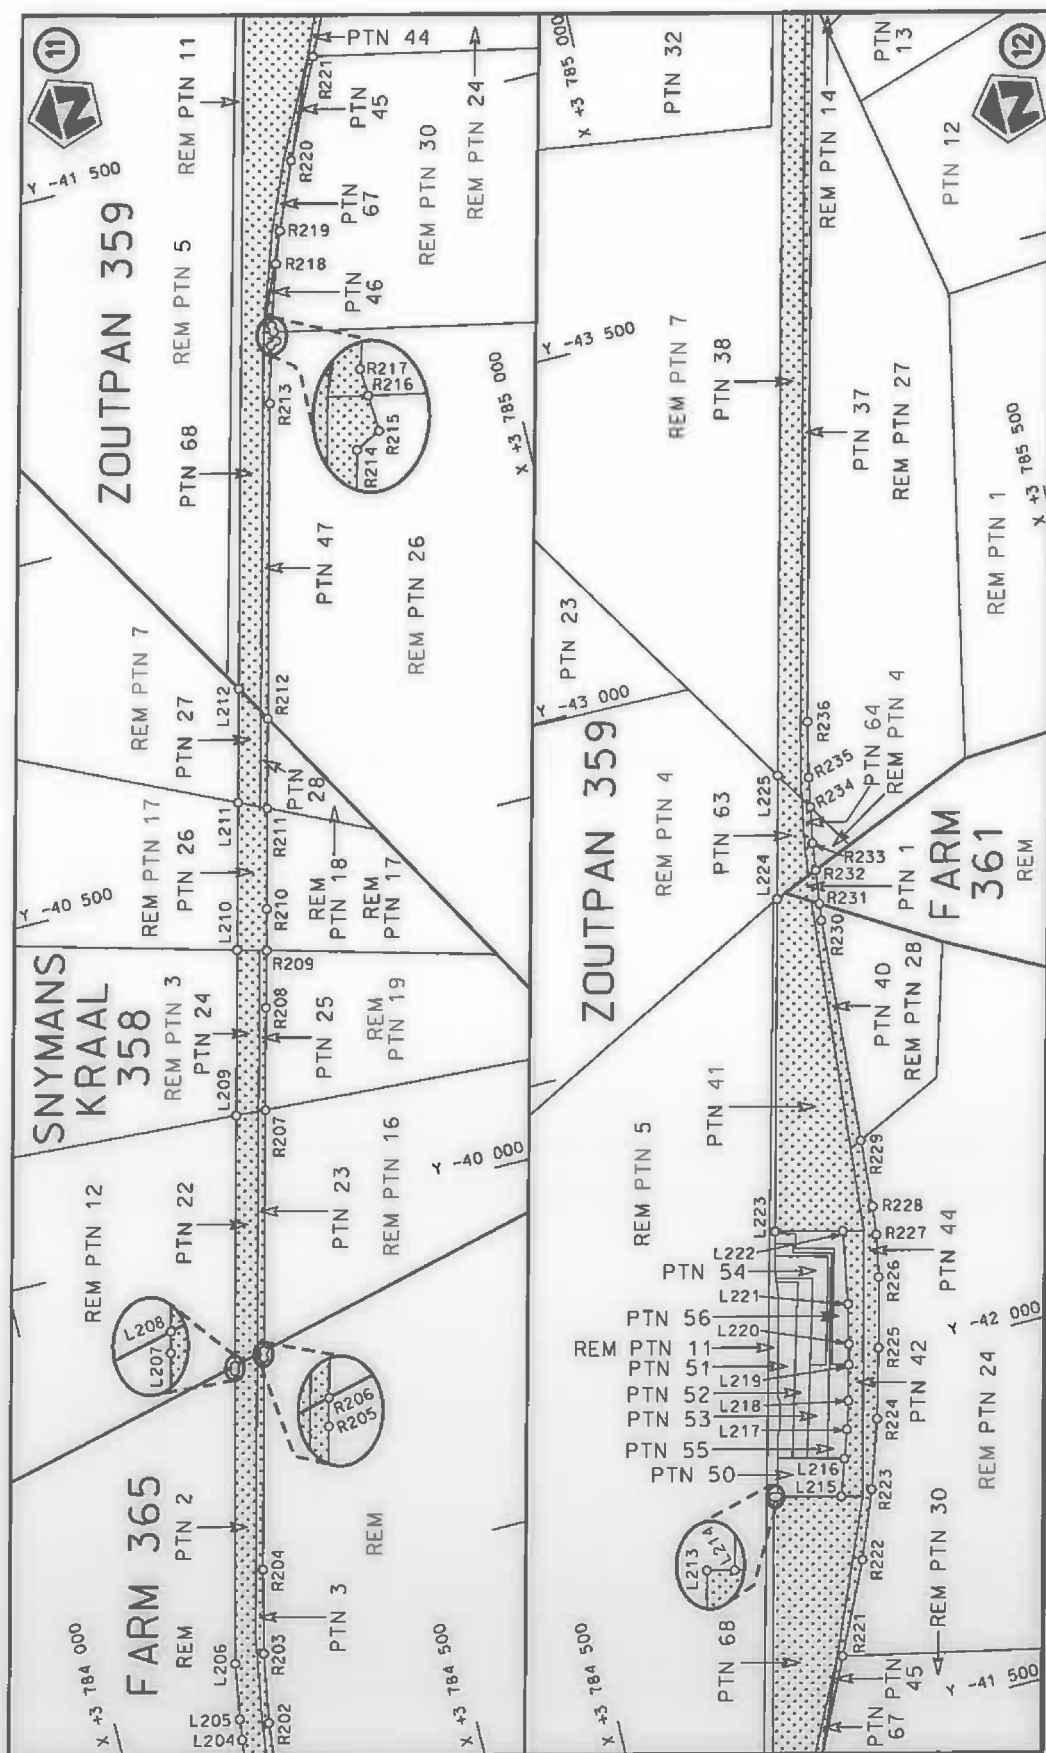 11
Y -41 500
REM PTN 11
PTN 44
R221
PTN
45
REM PTN 24
R220
ZOUTPAN 359
REM PTN 5
PTN
67
REM PTN 30
R219
R218
PTN
46
PTN 68
R213
R217
R216
R215
R214
X +3 785 000
PTN 47
REM PTN 26
REM PTN 7
L212
R212
PTN 27
PTN
28
REM PTN 17
L211
R211
PTN 26
REM
PTN 18
REM
PTN 17
Y -40 500
L210
R210
R209
SNYMANS
KRAAL
358
REM PTN 3
PTN 24
R208
PTN 25
REM
PTN 19
L209
R207
REM PTN 16
Y -40 000
REM PTN 12
PTN 22
PTN 23
L208
L207
R206
R205
FARM 365
REM
PTN 2
R204
REM
PTN 3
X +3 784 000
L206
R203
L205
L204
R202
X +3 784 500
12
X +3 785 000
PTN 32
REM PTN 14
PTN
13
PTN 12
Y -43 500
REM PTN 7
PTN 38
PTN 37
REM PTN 27
X +3 785 500
REM PTN 1
PTN 23
Y -43 000
R236
ZOUTPAN 359
REM PTN 4
PTN 63
L225
R235
R234
PTN 64
REM PTN 4
L224
R233
R232
R231
R230
PTN 1
FARM
361
REM
PTN 40
REM PTN 28
PTN 41
REM PTN 5
R229
L223
L222
R228
R227
PTN 44
PTN 54
R226
L221
PTN 56
L220
Y -42 000
REM PTN 11
PTN 51
L219
R225
PTN 52
L218
PTN 42
PTN 53
L217
R224
PTN 55
L216
PTN 50
L215
R223
REM PTN 24
L213
L214
R222
REM PTN 30
X +3 784 500
PTN 68
R221
PTN
45
PTN
67
Y -41 500